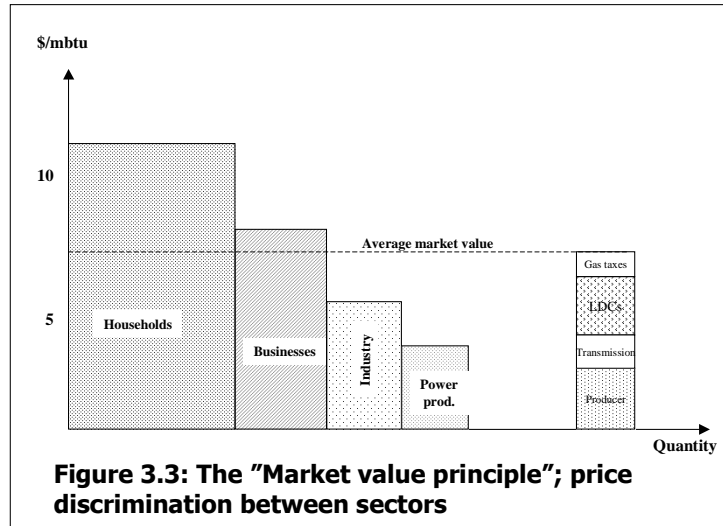 $/mbtu
10
Average market value
Gas taxes
5
LDCs
Households
Businesses
Industry
Transmission
Power
prod.
Producer
Quantity
Figure 3.3: The ”Market value principle”; price
discrimination between sectors